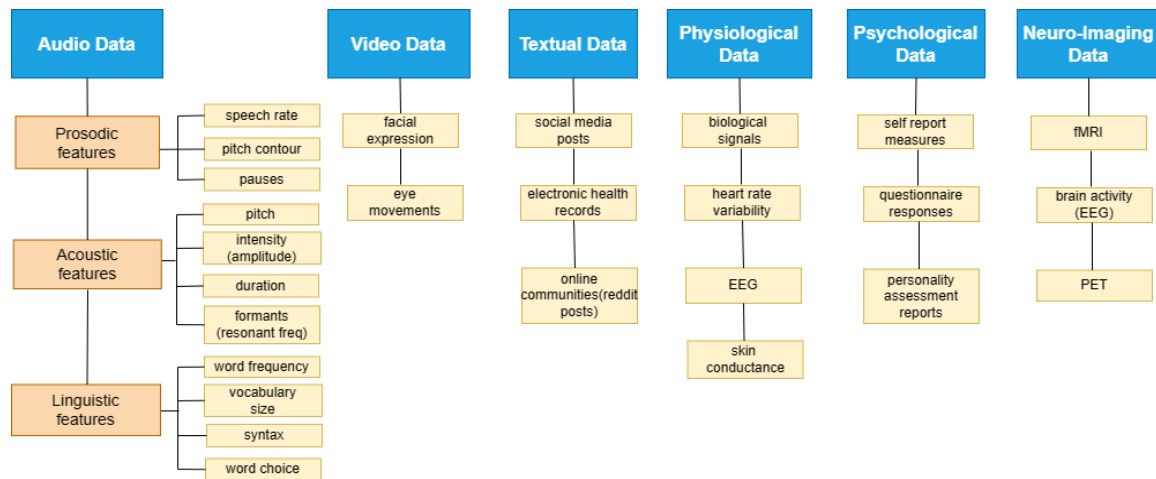 Audio Data
Prosodic
features
speech rate
pitch contour
pauses
Acoustic
features
pitch
intensity
(amplitude)
duration
formants
(resonant freq)
Linguistic
features
word frequency
vocabulary
size
syntax
word choice
Video Data
facial
expression
eye
movements
Textual Data
social media
posts
electronic health
records
online
communities(reddit
posts)
Physiological
Data
biological
signals
heart rate
variability
EEG
skin
conductance
Psychological
Data
self report
measures
questionnaire
responses
personality
assessment
reports
Neuro-Imaging
Data
fMRI
brain activity
(EEG)
PET